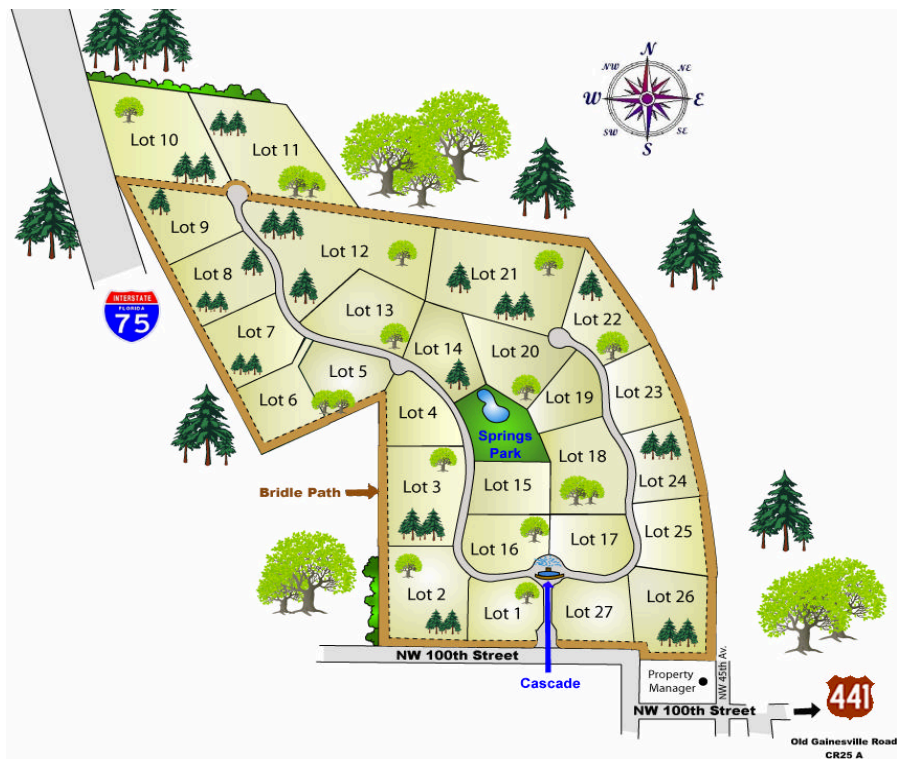 N
NW
NE
W
E
SW
SE
S
Lot 10
Lot 11
Lot 9
Lot 12
Lot 8
Lot 21
INTERSTATE
FLORIDA
75
Lot 13
Lot 22
Lot 7
Lot 14
Lot 20
Lot 5
Lot 23
Lot 6
Lot 4
Lot 19
Springs
Park
Lot 18
Lot 3
Lot 15
Lot 24
Bridle Path
Lot 25
Lot 16
Lot 17
Lot 2
Lot 1
Lot 27
Lot 26
NW 100th Street
Cascade
Property
Manager
NW 45th Av.
NW 100th Street
441
Old Gainesville Road
CR25 A